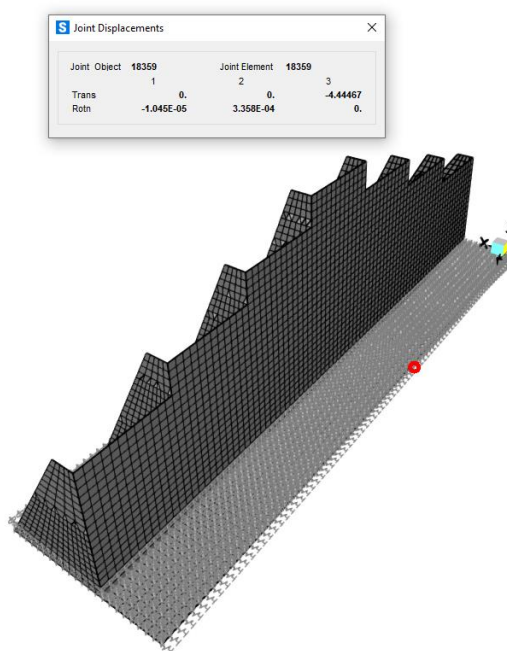 S Joint Displacements
Joint Object 18359 Joint Element 18359
1 2 3
Trans 0. 0. -4.44467
Rotn -1.045E-05 3.358E-04 0.